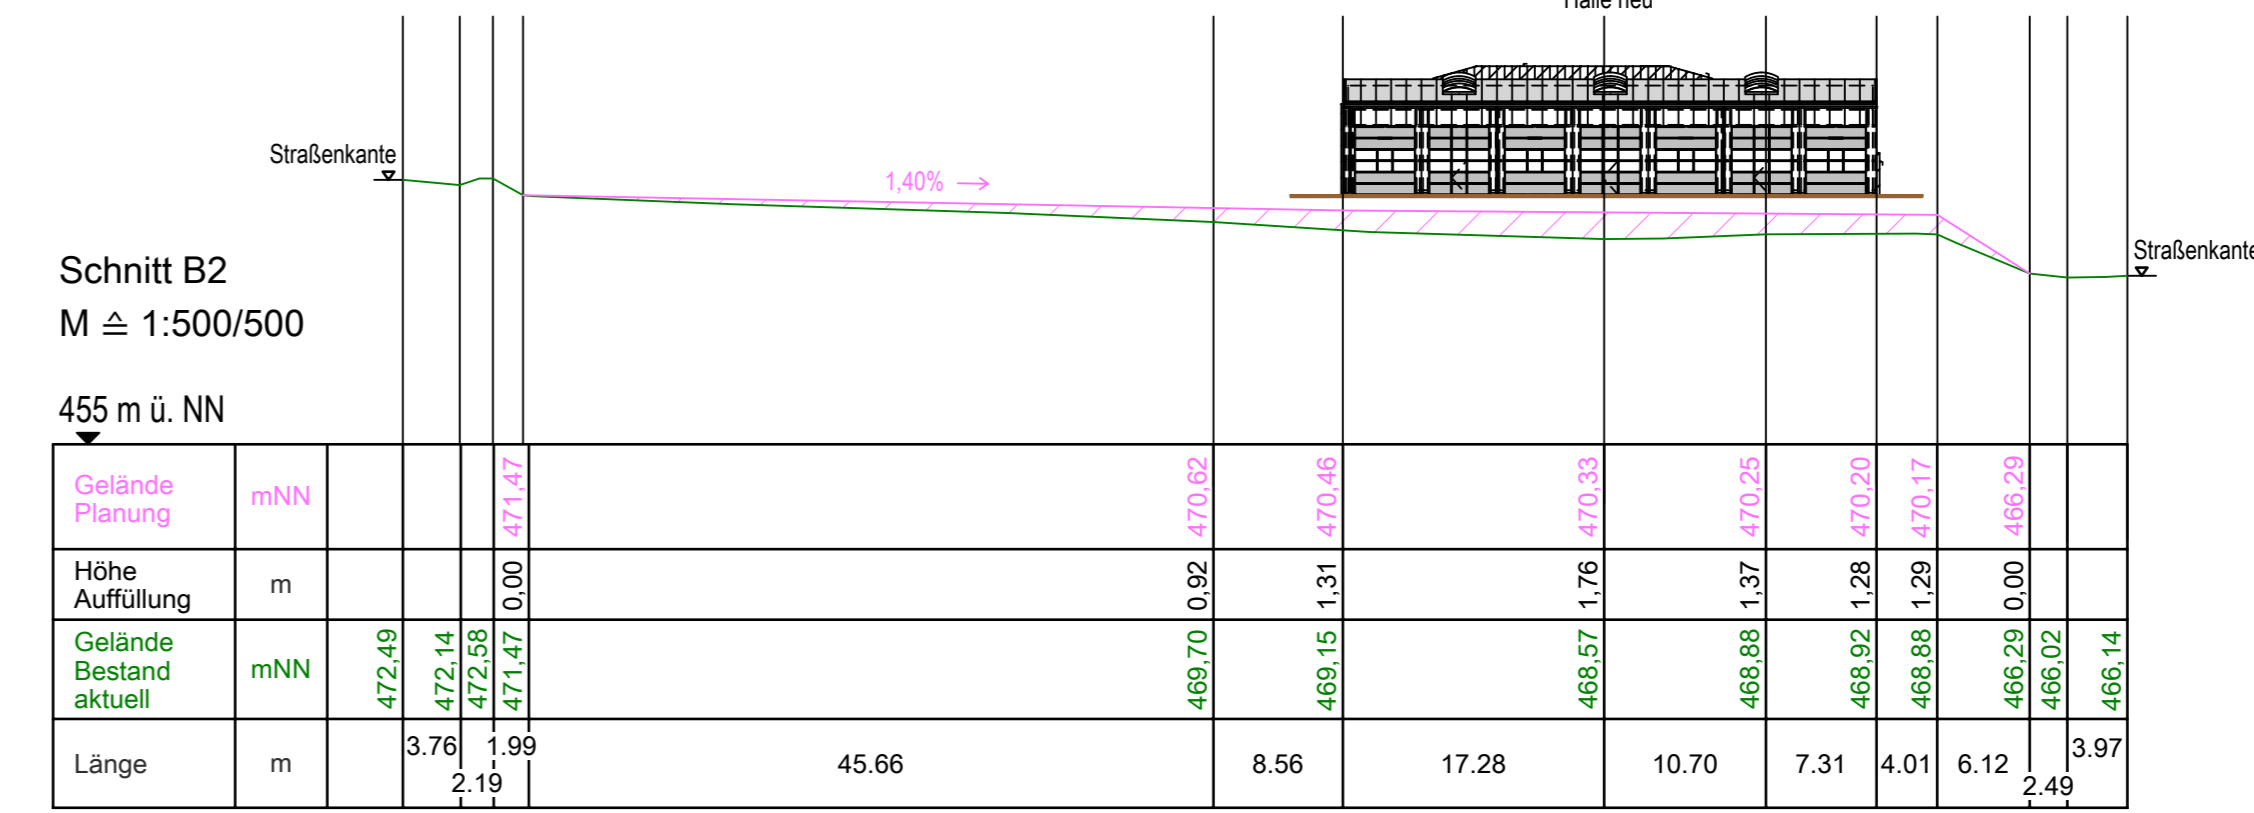 Halle neu
Straßenkante
1,40%
Straßenkante
Schnitt B2
M ≙ 1:500/500
455 m ü. NN
Gelände
Planung
mNN
471,47
470,62
470,46
470,33
470,25
470,20
470,17
466,29
Höhe
Auffüllung
m
0,00
0,92
1,31
1,76
1,37
1,28
1,29
0,00
Gelände
Bestand
aktuell
mNN
472,49
472,14
472,58
471,47
469,70
469,15
468,57
468,88
468,92
468,88
466,29
466,02
466,14
Länge
m
3.76
2.19
1.99
45.66
8.56
17.28
10.70
7.31
4.01
6.12
2.49
3.97